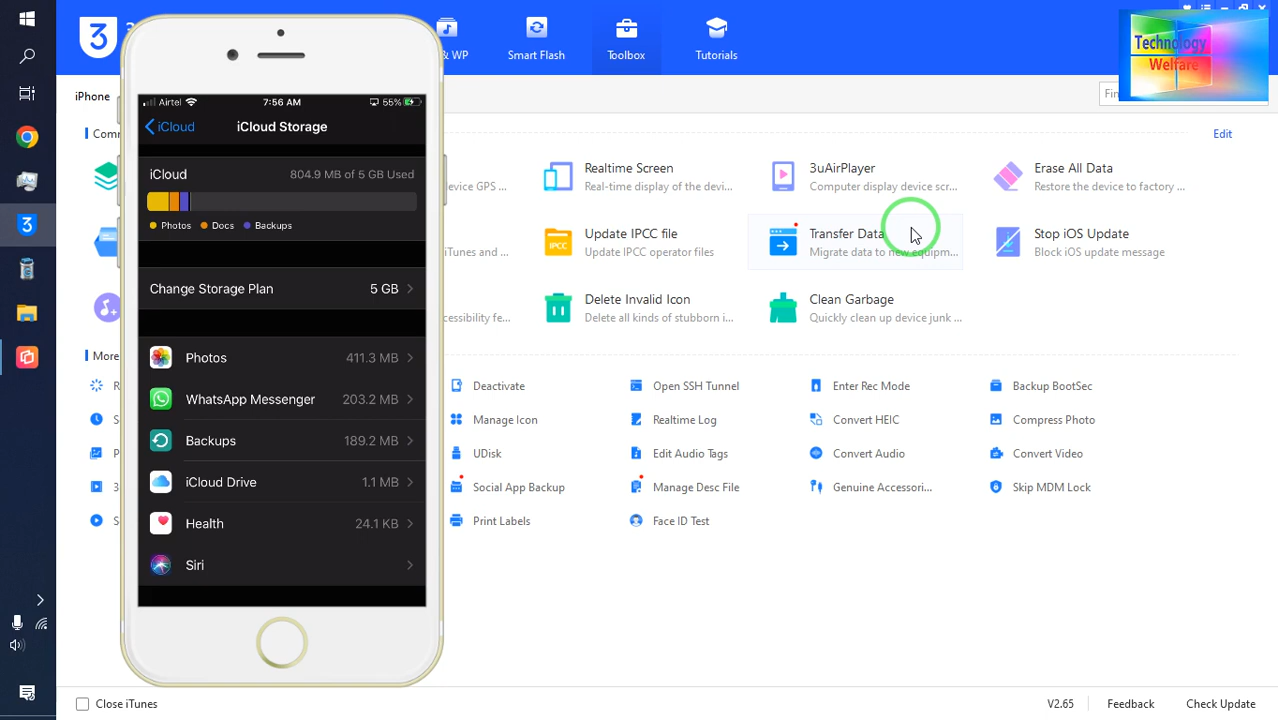 3
& WP
Smart Flash
Toolbox
Tutorials
Technology
Welfare
iPhone
Comm
Edit
Airtel
7:56 AM
55%
iCloud
iCloud Storage
iCloud
804.9 MB of 5 GB Used
Photos
Docs
Backups
Change Storage Plan
5 GB
Photos
411.3 MB
WhatsApp Messenger
203.2 MB
Backups
189.2 MB
iCloud Drive
1.1 MB
Health
24.1 KB
Siri
evice GPS ...
Realtime Screen
Real-time display of the devi...
3uAirPlayer
Computer display device scr...
Erase All Data
Restore the device to factory ...
iTunes and ...
Update IPCC file
Update IPCC operator files
IPCC
Transfer Data
Migrate data to new equipm...
Stop iOS Update
Block iOS update message
cessibility fe...
Delete Invalid Icon
Delete all kinds of stubborn i...
Clean Garbage
Quickly clean up device junk ...
More
Deactivate
Open SSH Tunnel
Enter Rec Mode
Backup BootSec
Manage Icon
Realtime Log
Convert HEIC
Compress Photo
UDisk
Edit Audio Tags
Convert Audio
Convert Video
Social App Backup
Manage Desc File
Genuine Accessori...
Skip MDM Lock
Print Labels
Face ID Test
Close iTunes
V2.65
Feedback
Check Update